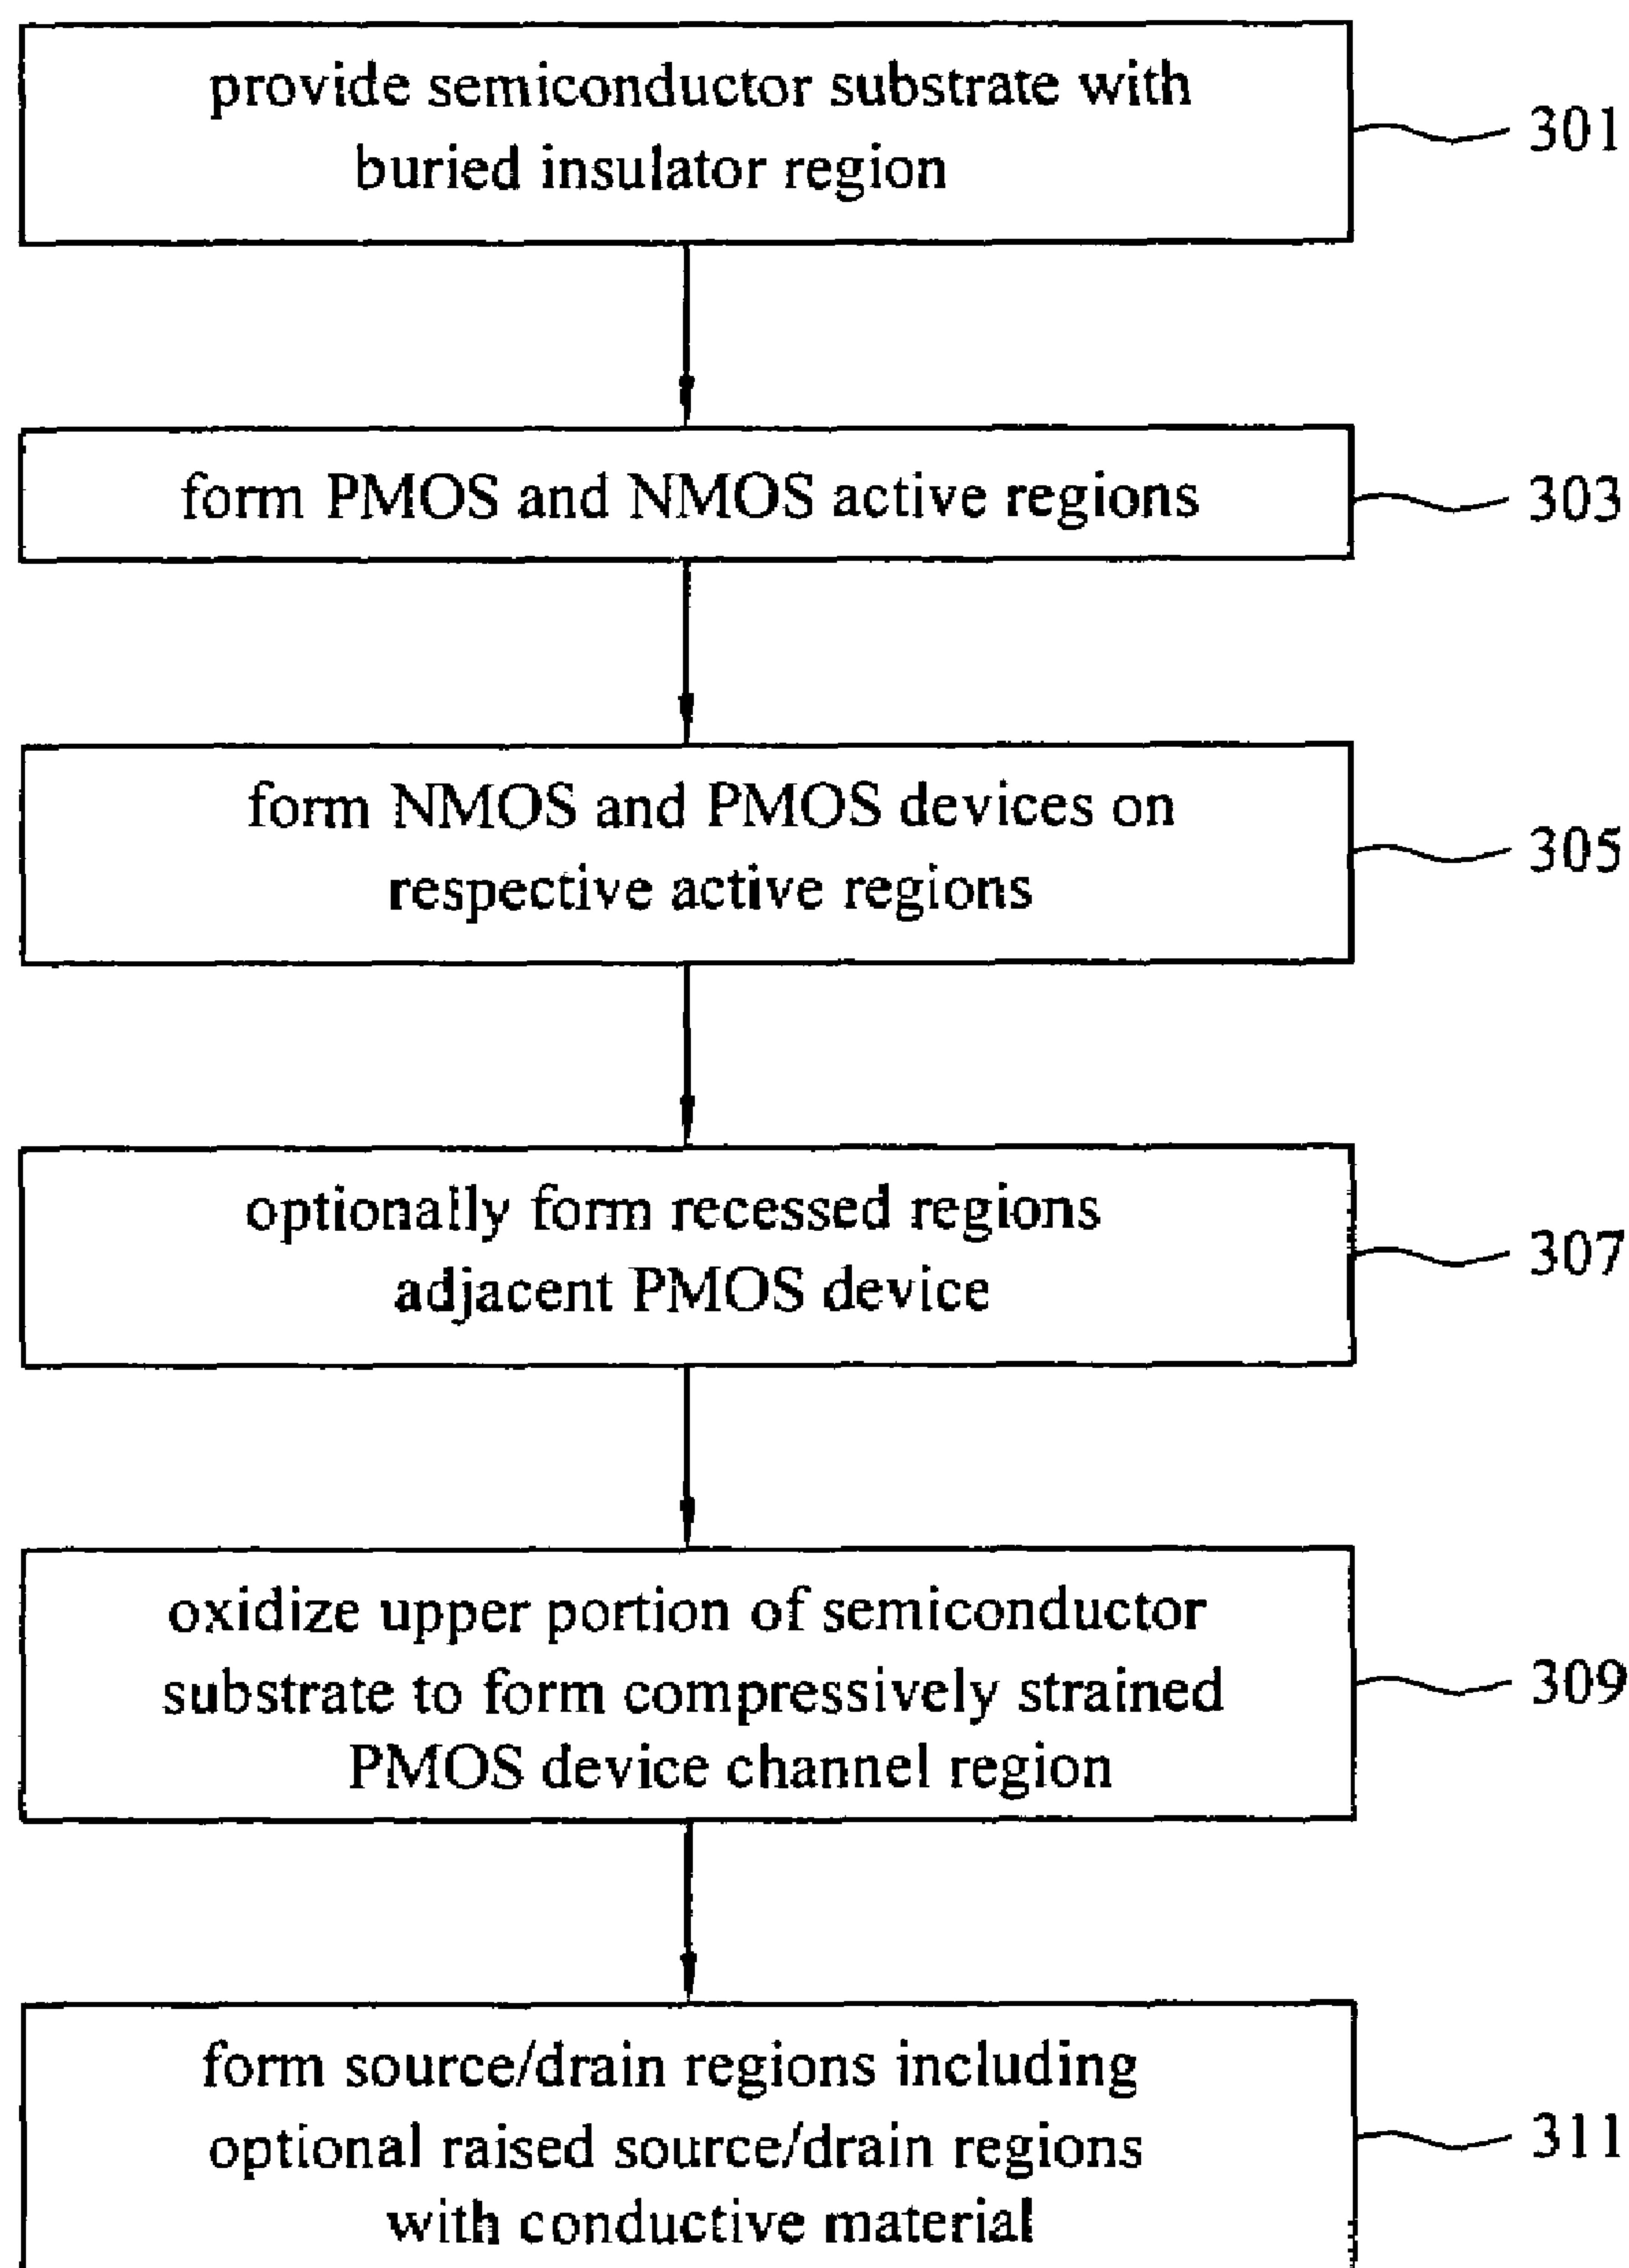 provide semiconductor substrate with
buried insulator region
301
form PMOS and NMOS active regions
303
form NMOS and PMOS devices on
respective active regions
305
optionally form recessed regions
adjacent PMOS device
307
oxidize upper portion of semiconductor
substrate to form compressively strained
PMOS device channel region
309
form source/drain regions including
optional raised source/drain regions
with conductive material
311